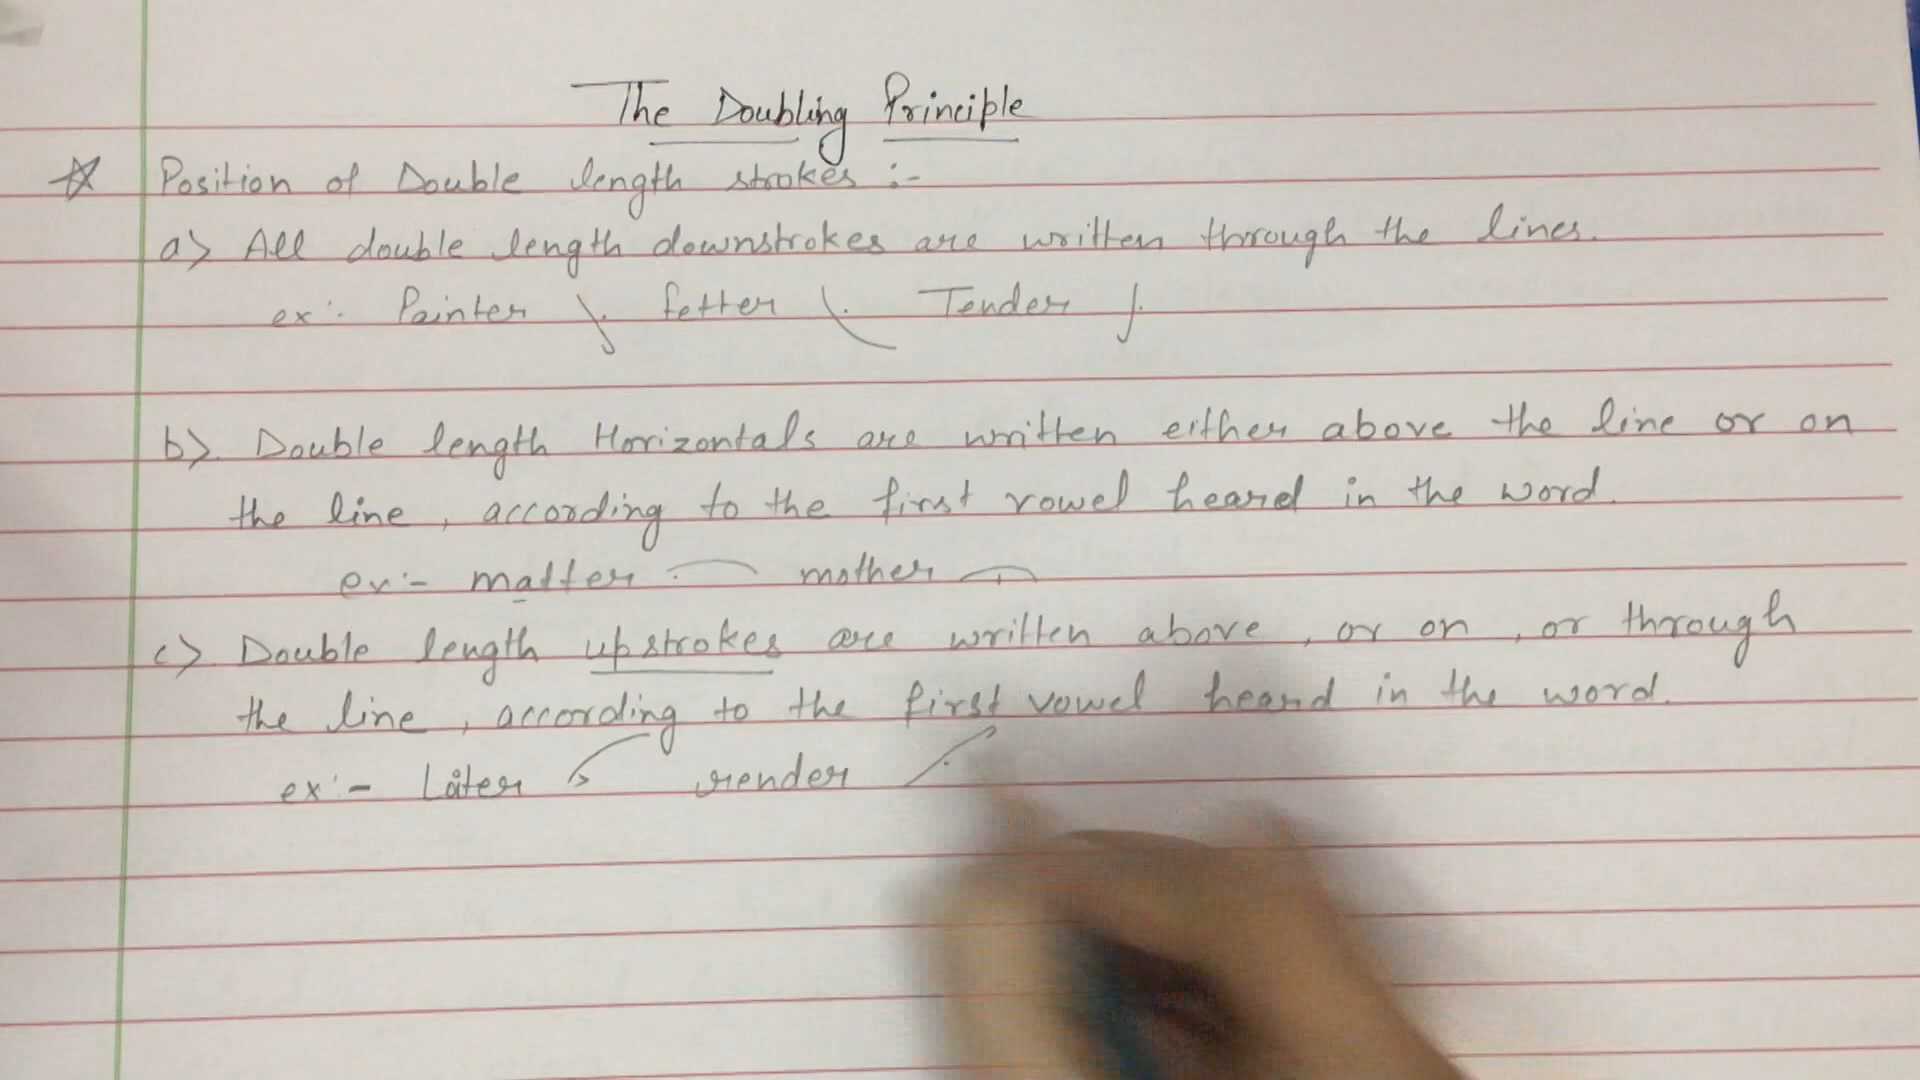 The Doubling Principle
☆ Position of Double length strokes :-
a) All double length downstrokes are written through the lines.
ex:- Painter fetter Tender
b). Double length Horizontals are written either above the line or on
the line, according to the first vowel heard in the word.
ex:- matter mother
c) Double length upstrokes are written above, or on, or through
the line, according to the first vowel heard in the word.
ex:- Later render